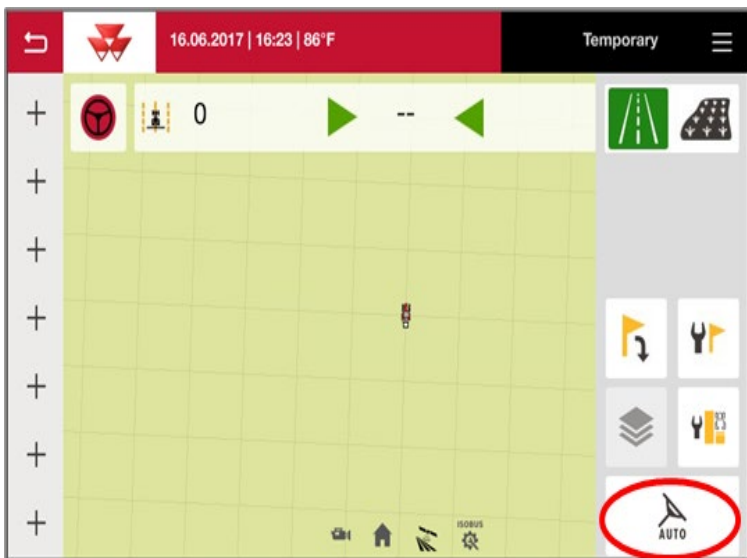 16.06.2017 | 16:23 | 86°F
Temporary
0
--
ISOBUS
AUTO